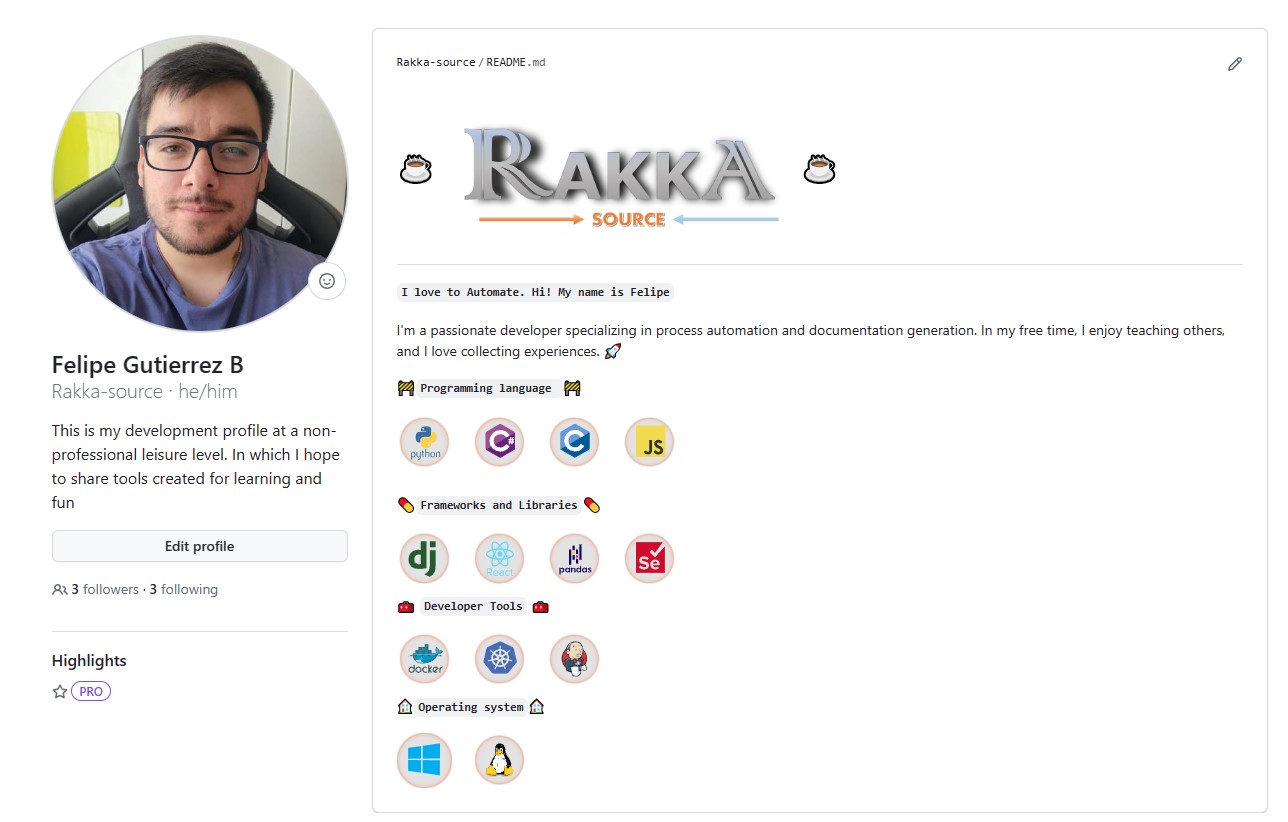 Felipe Gutierrez B
Rakka-source · he/him
This is my development profile at a non-
professional leisure level. In which I hope
to share tools created for learning and
fun
Edit profile
3 followers · 3 following
Highlights
PRO
Rakka-source / README.md
RAKKA
SOURCE
I love to Automate. Hi! My name is Felipe
I'm a passionate developer specializing in process automation and documentation generation. In my free time, I enjoy teaching others,
and I love collecting experiences. 🚀
Programming language
python
C#
C
JS
Frameworks and Libraries
dj
React
pandas
Se
Developer Tools
docker
Operating system